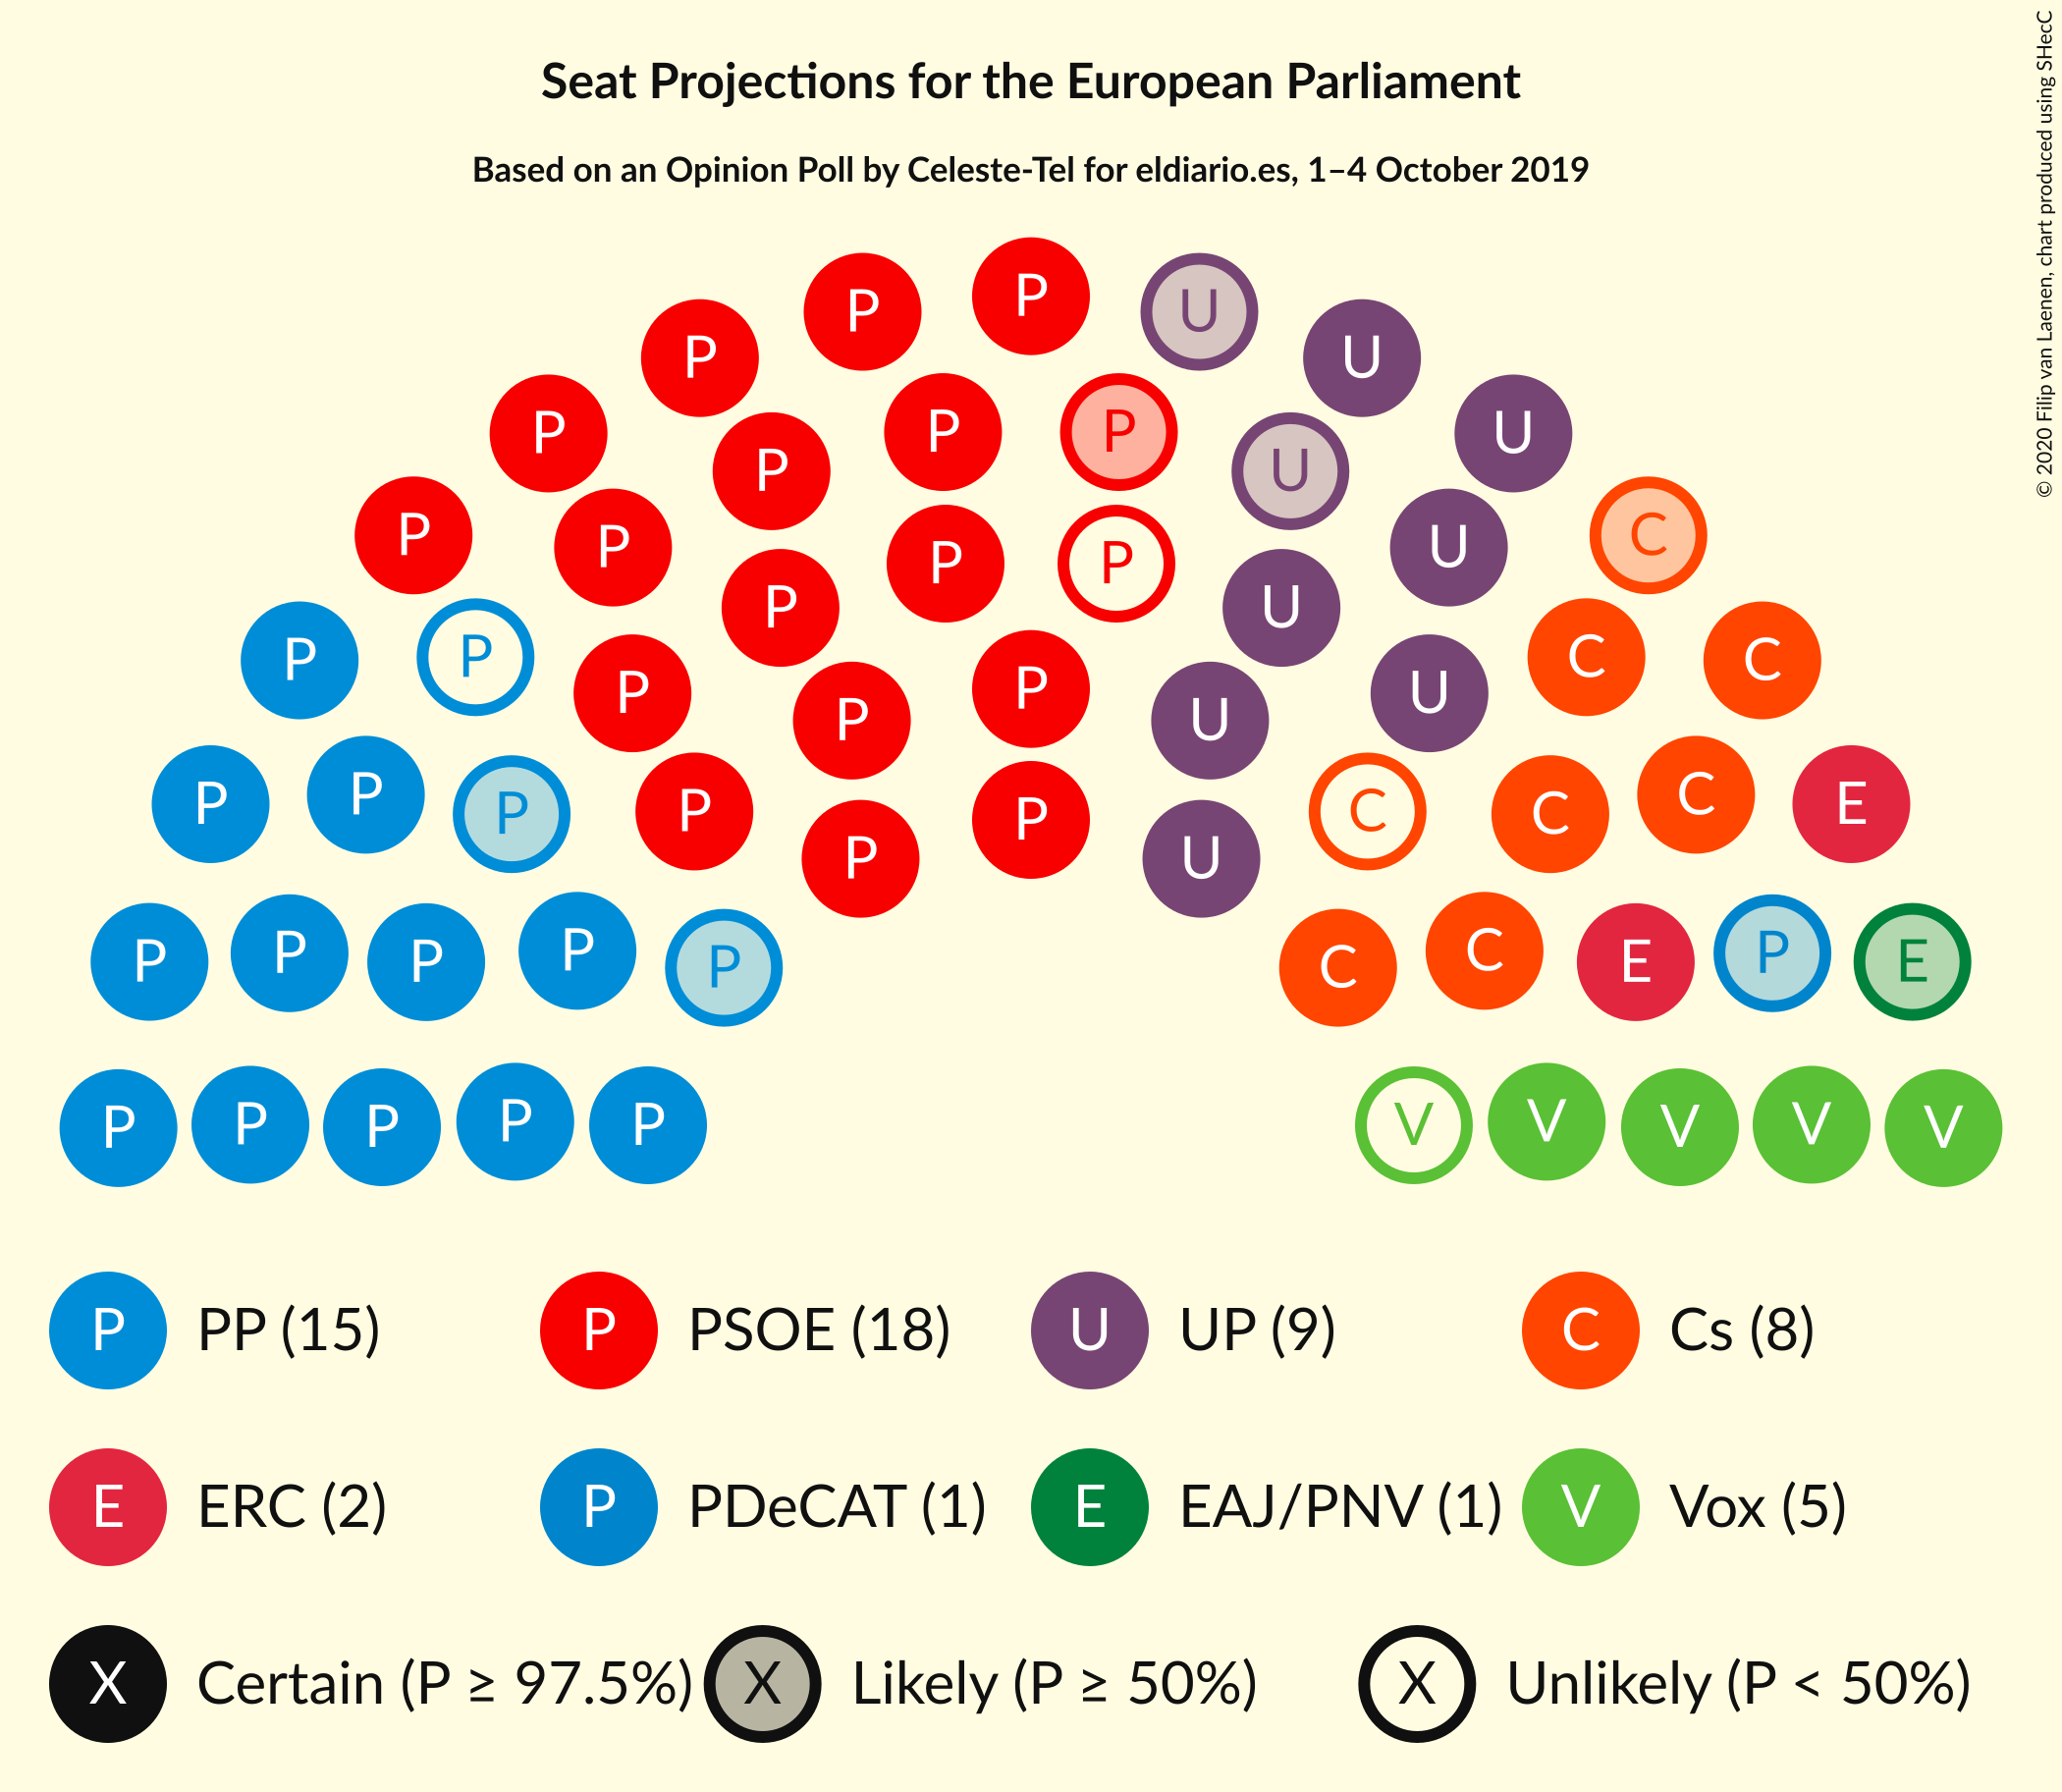 Seat Projections for the European Parliament
Based on an Opinion Poll by Celeste-Tel for eldiario.es, 1–4 October 2019
© 2020 Filip van Laenen, chart produced using SHecC
P
P P U
P U
P P P U
P P U U
P P P U C
P U
P P P C C
P U
P P U
P P P P C C C E
P
P U
P P P P C C E P E
P C
P P P P P V V V V V
P PP (15) P PSOE (18) U UP (9) C Cs (8)
E ERC (2) P PDeCAT (1) E EAJ/PNV (1) V Vox (5)
X Certain (P ≥ 97.5%) X Likely (P ≥ 50%) X Unlikely (P < 50%)